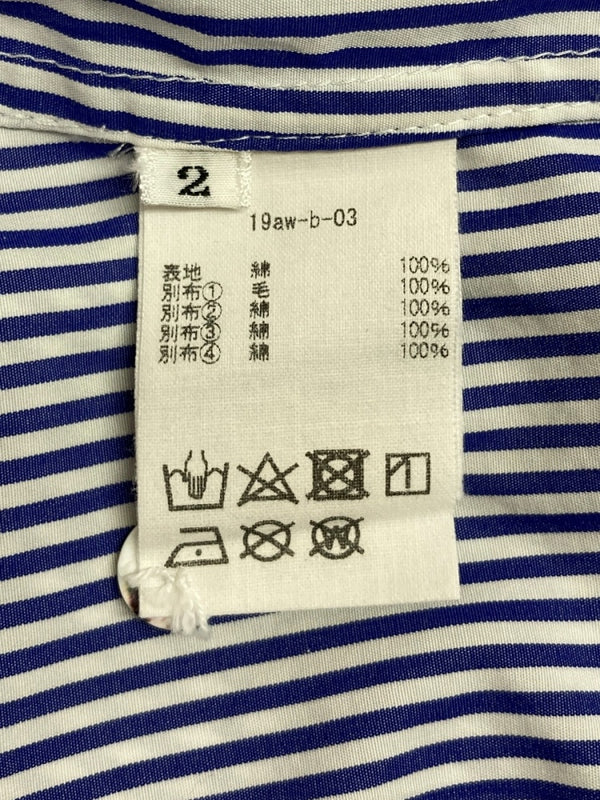 2
19aw-b-03
表地 綿 100%
別布① 毛 100%
別布② 綿 100%
別布③ 綿 100%
別布④ 綿 100%
W